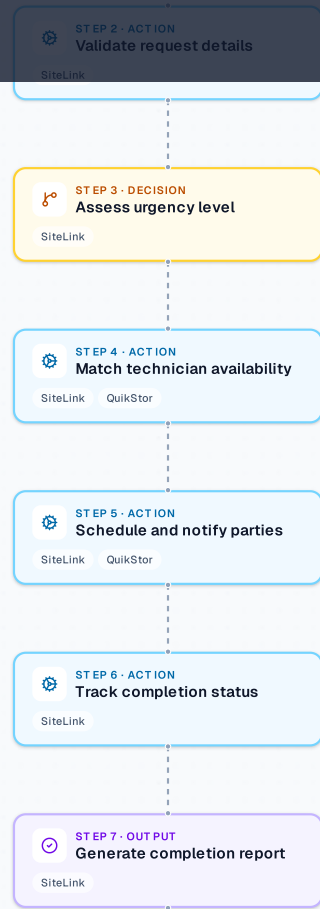 STEP 2 · ACTION
Validate request details
SiteLink
STEP 3 · DECISION
Assess urgency level
SiteLink
STEP 4 · ACTION
Match technician availability
SiteLink QuikStor
STEP 5 · ACTION
Schedule and notify parties
SiteLink QuikStor
STEP 6 · ACTION
Track completion status
SiteLink
STEP 7 · OUTPUT
Generate completion report
SiteLink